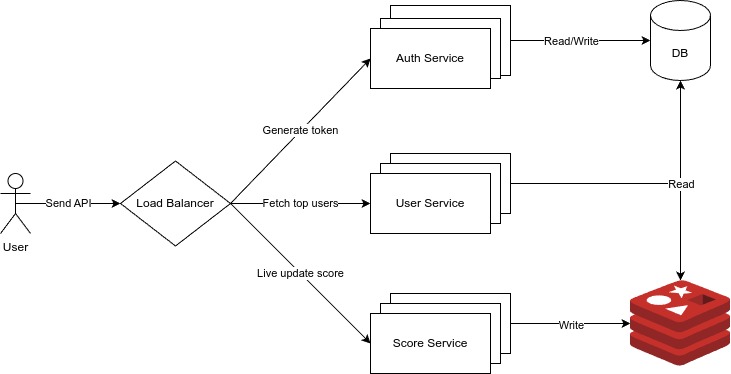 Auth Service
Read/Write
DB
Generate token
Read
User
Send API
Load Balancer
Fetch top users
User Service
Live update score
Score Service
Write